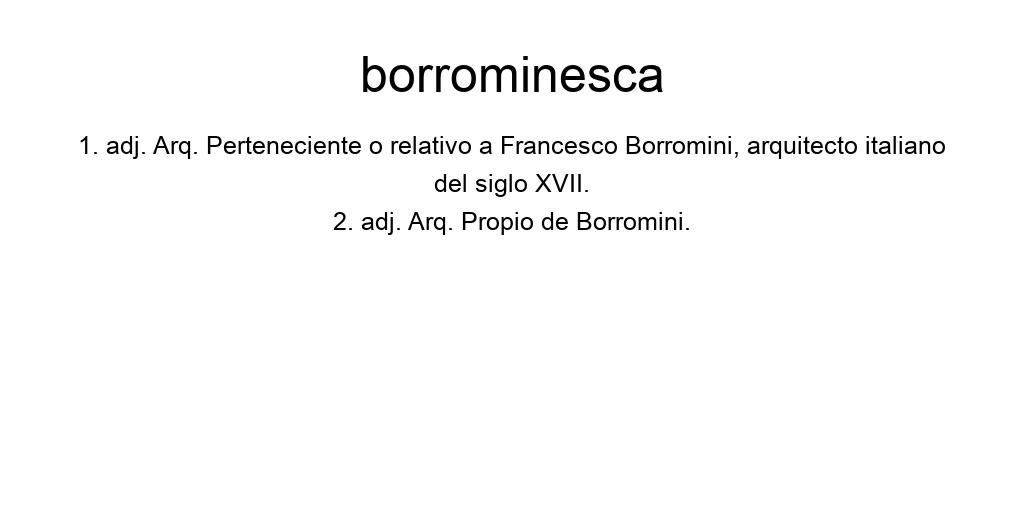 borrominesca
1. adj. Arq. Perteneciente o relativo a Francesco Borromini, arquitecto italiano
del siglo XVII.
2. adj. Arq. Propio de Borromini.